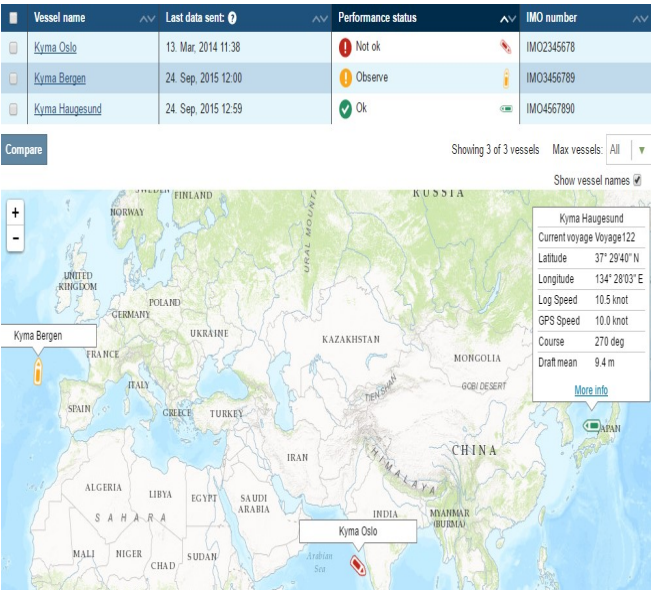 Vessel name Last data sent: ? Performance status IMO number
Kyma Oslo 13. Mar, 2014 11:38 Not ok IMO2345678
Kyma Bergen 24. Sep, 2015 12:00 Observe IMO3456789
Kyma Haugesund 24. Sep, 2015 12:59 Ok IMO4567890
Compare Showing 3 of 3 vessels Max vessels: All
Show vessel names
+
-
Kyma Haugesund
Current voyage Voyage122
Latitude 37° 29'40" N
Longitude 134° 28'03" E
Log Speed 10.5 knot
GPS Speed 10.0 knot
Course 270 deg
Draft mean 9.4 m
More info
SWEDEN
FINLAND
RUSSIA
NORWAY
URAL MOUNT
UNITED
KINGDOM
POLAND
GERMANY
Kyma Bergen
UKRAINE
KAZAKHSTAN
FRANCE
MONGOLIA
ITALY
TIEN SHAN
GOBI DESERT
SPAIN
GREECE
TURKEY
JAPAN
IRAN
CHINA
HIMALAYA
ALGERIA
LIBYA
EGYPT
SAUDI
ARABIA
SAHARA
INDIA
MYANMAR
(BURMA)
Kyma Oslo
MALI
NIGER
CHAD
SUDAN
Arabian
Sea